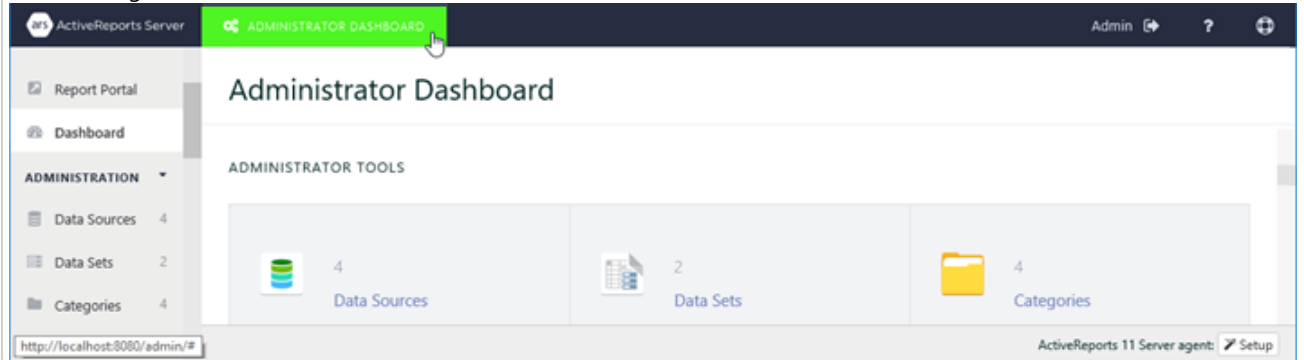 ars ActiveReports Server
ADMINISTRATOR DASHBOARD
Admin
?
Report Portal
Dashboard
ADMINISTRATION
Data Sources 4
Data Sets 2
Categories 4
Administrator Dashboard
ADMINISTRATOR TOOLS
4
Data Sources
2
Data Sets
4
Categories
http://localhost:8080/admin/#
ActiveReports 11 Server agent: Setup